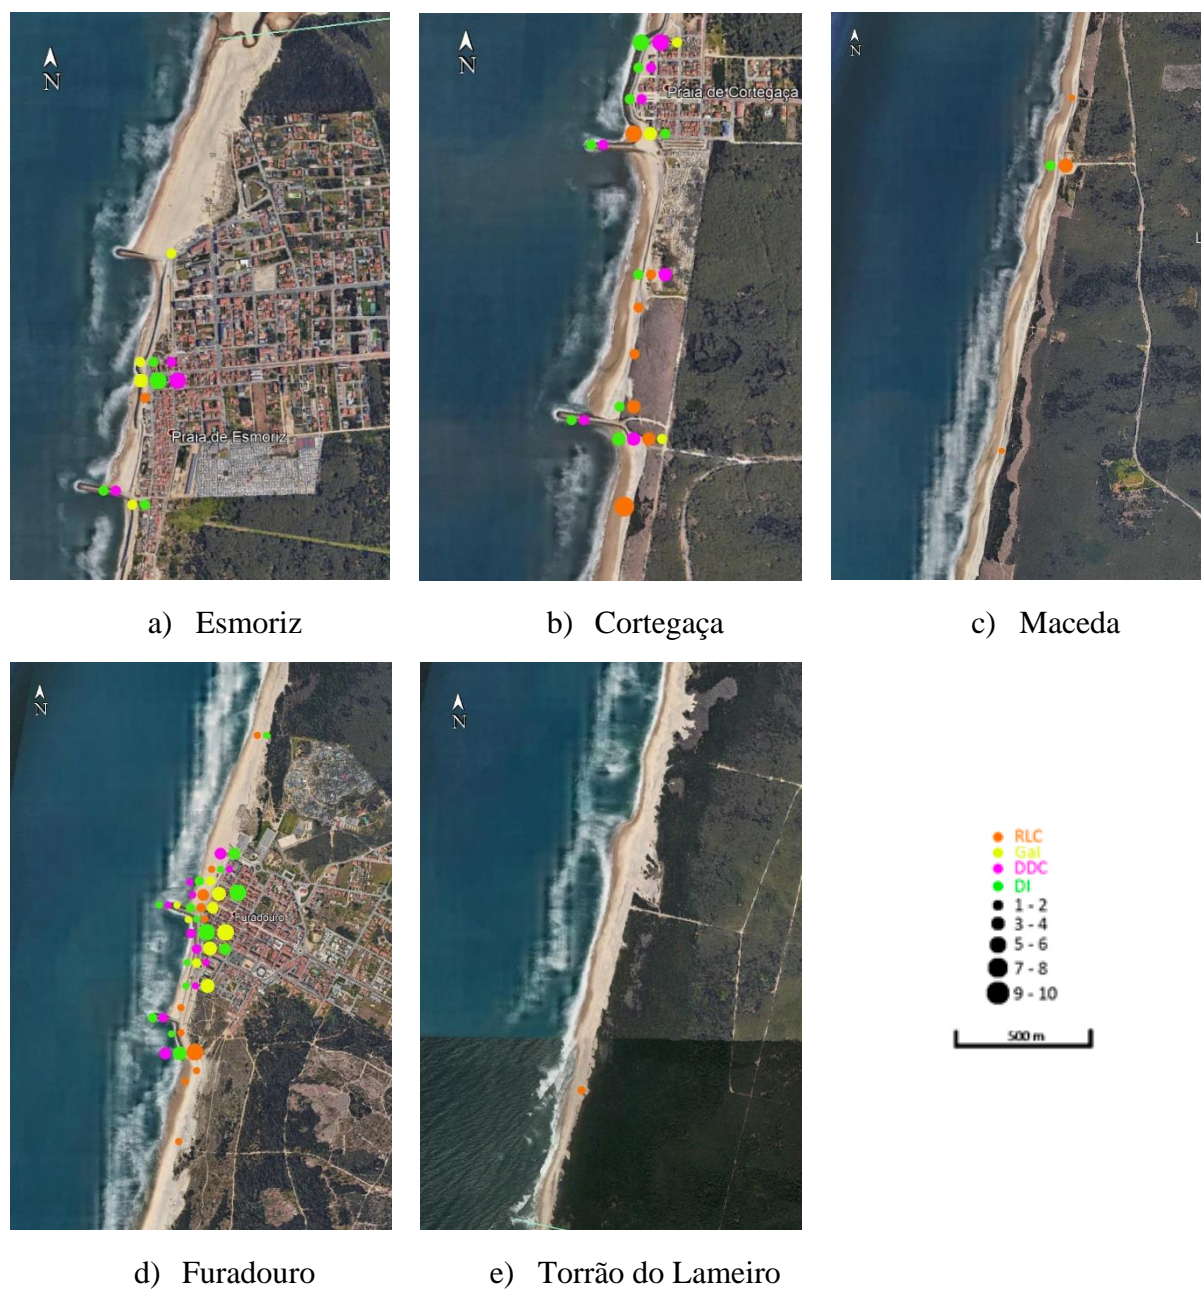 N
Praia de Esmoriz
N
Praia de Cortegaça
N
L
a) Esmoriz
b) Cortegaça
c) Maceda
N
Furadouro
N
RLC
Gal
DDC
DI
1 - 2
3 - 4
5 - 6
7 - 8
9 - 10
500 m
d) Furadouro
e) Torrão do Lameiro